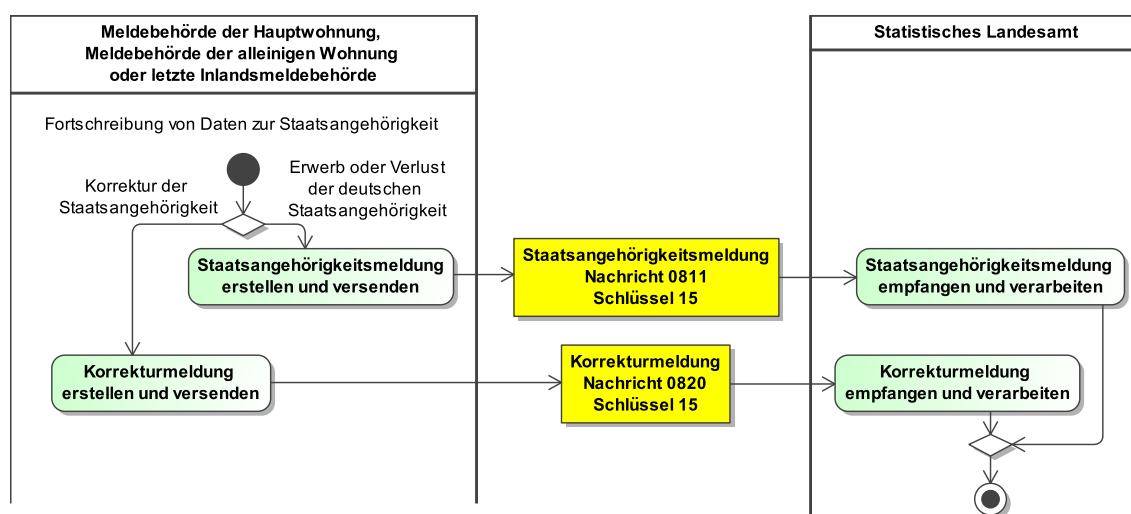 Meldebehörde der Hauptwohnung,
Meldebehörde der alleinigen Wohnung
oder letzte Inlandsmeldebehörde
Statistisches Landesamt
Fortschreibung von Daten zur Staatsangehörigkeit
Korrektur der
Staatsangehörigkeit
Erwerb oder Verlust
der deutschen
Staatsangehörigkeit
Staatsangehörigkeitsmeldung
erstellen und versenden
Staatsangehörigkeitsmeldung
Nachricht 0811
Schlüssel 15
Staatsangehörigkeitsmeldung
empfangen und verarbeiten
Korrekturmeldung
erstellen und versenden
Korrekturmeldung
Nachricht 0820
Schlüssel 15
Korrekturmeldung
empfangen und verarbeiten